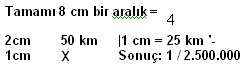 Tamamı 8 cm bir aralık = 4
2cm 50 km |1 cm = 25 km '-
1cm X Sonuç: 1 / 2.500.000